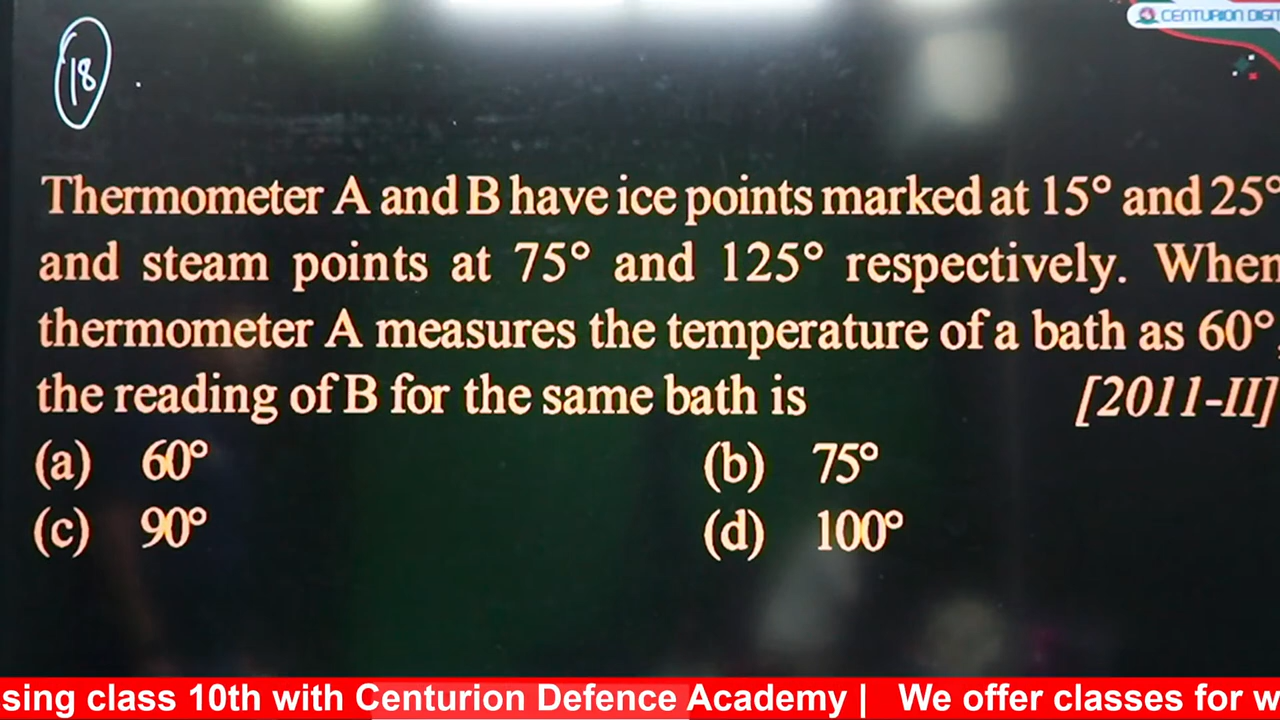 CENTURION DIGIT
18
Thermometer A and B have ice points marked at 15° and 25°
and steam points at 75° and 125° respectively. When
thermometer A measures the temperature of a bath as 60°,
the reading of B for the same bath is [2011-II]
(a) 60° (b) 75°
(c) 90° (d) 100°
sing class 10th with Centurion Defence Academy | We offer classes for w